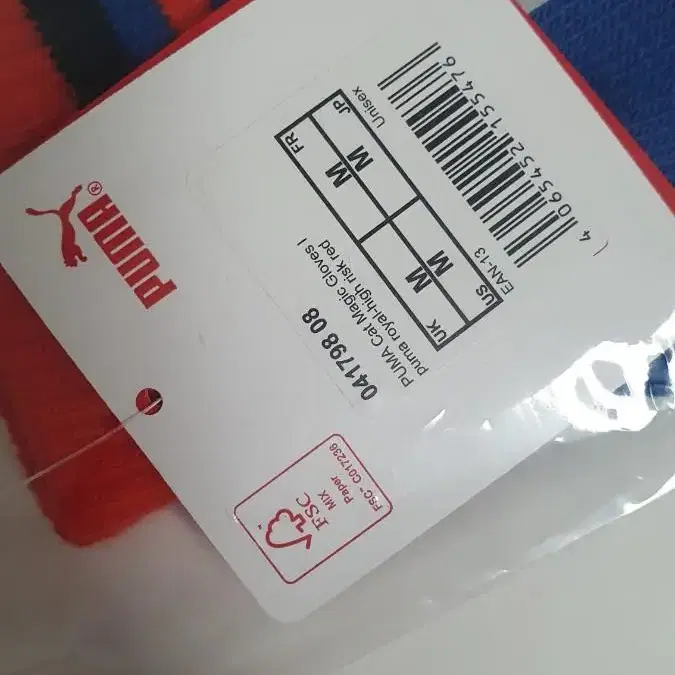 PUMA®
041798 08
PUMA Cat Magic Gloves I
puma royal-high risk red
UK M
US M
FR M
JP M
Unisex
EAN-13
4 065452 155476
FSC
MIX
Paper
FSC™ C017236